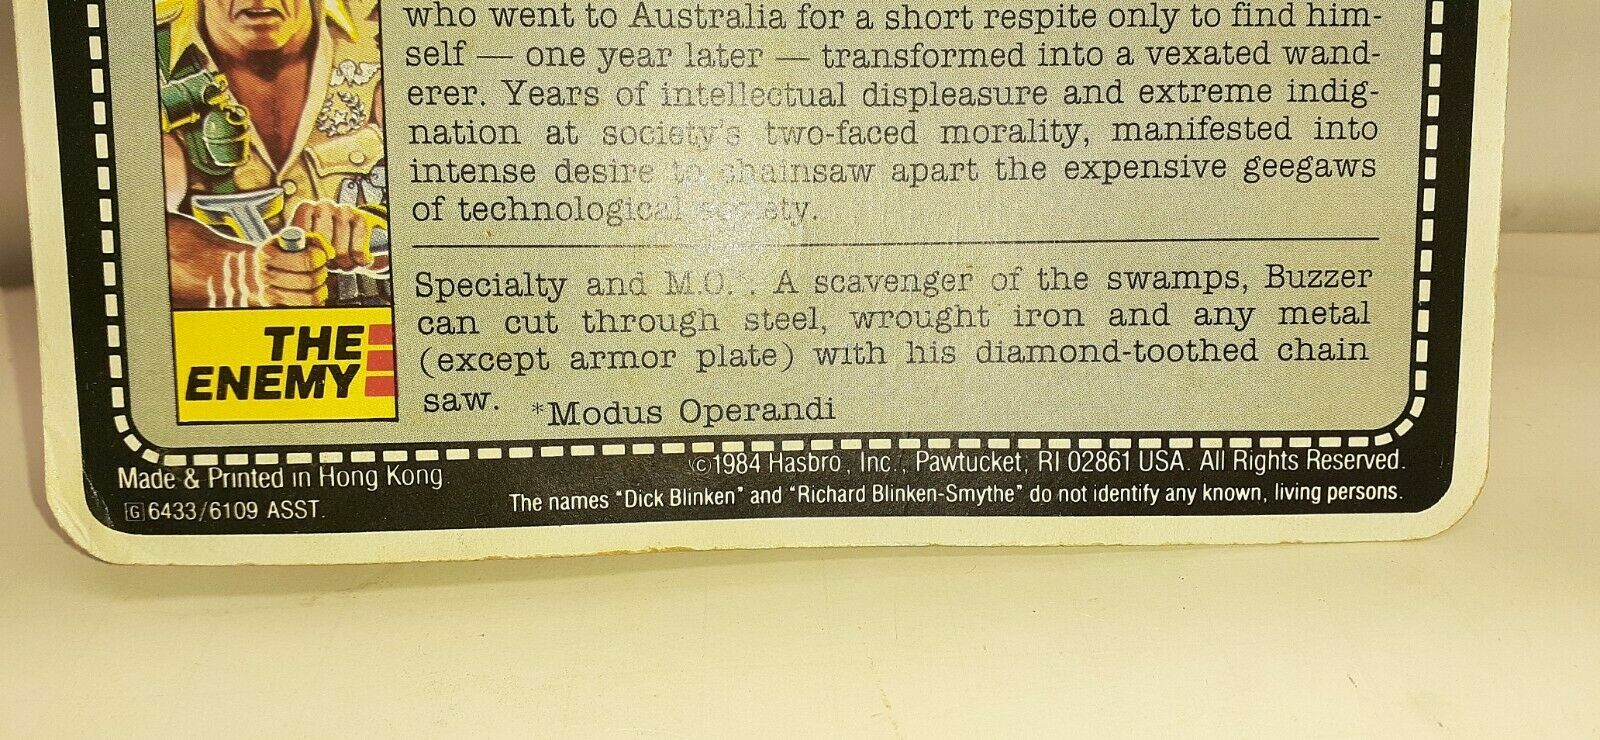 who went to Australia for a short respite only to find him-
self — one year later — transformed into a vexated wand-
erer. Years of intellectual displeasure and extreme indig-
nation at society's two-faced morality, manifested into
intense desire to chainsaw apart the expensive geegaws
of technological society.
Specialty and M.O.*: A scavenger of the swamps, Buzzer
can cut through steel, wrought iron and any metal
(except armor plate) with his diamond-toothed chain
saw. *Modus Operandi
THE
ENEMY
Made & Printed in Hong Kong.
G 6433/6109 ASST.
©1984 Hasbro, Inc., Pawtucket, RI 02861 USA. All Rights Reserved.
The names "Dick Blinken" and "Richard Blinken-Smythe" do not identify any known, living persons.